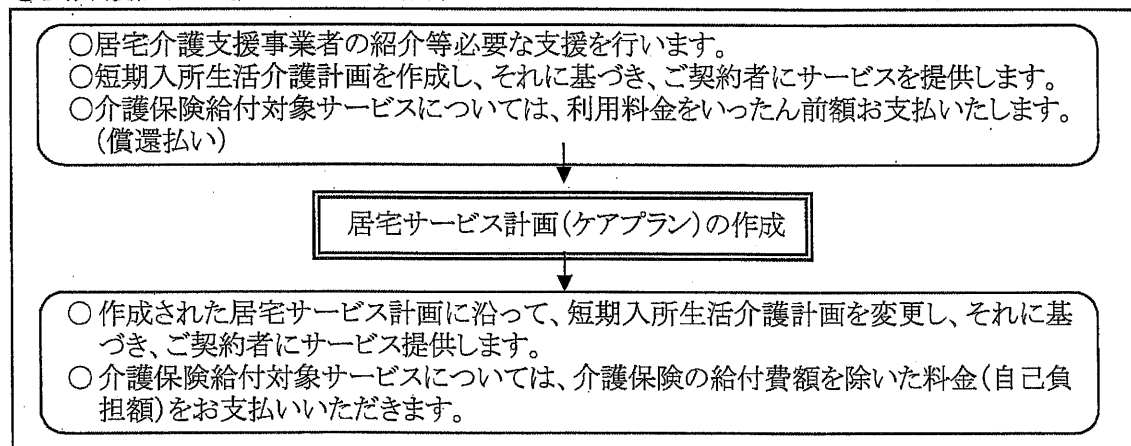 ○居宅介護支援事業者の紹介等必要な支援を行います。
○短期入所生活介護計画を作成し、それに基づき、ご契約者にサービスを提供します。
○介護保険給付対象サービスについては、利用料金をいったん前額お支払いたします。
(償還払い)
居宅サービス計画(ケアプラン)の作成
○ 作成された居宅サービス計画に沿って、短期入所生活介護計画を変更し、それに基
づき、ご契約者にサービス提供します。
○ 介護保険給付対象サービスについては、介護保険の給付費額を除いた料金(自己負
担額)をお支払いいただきます。